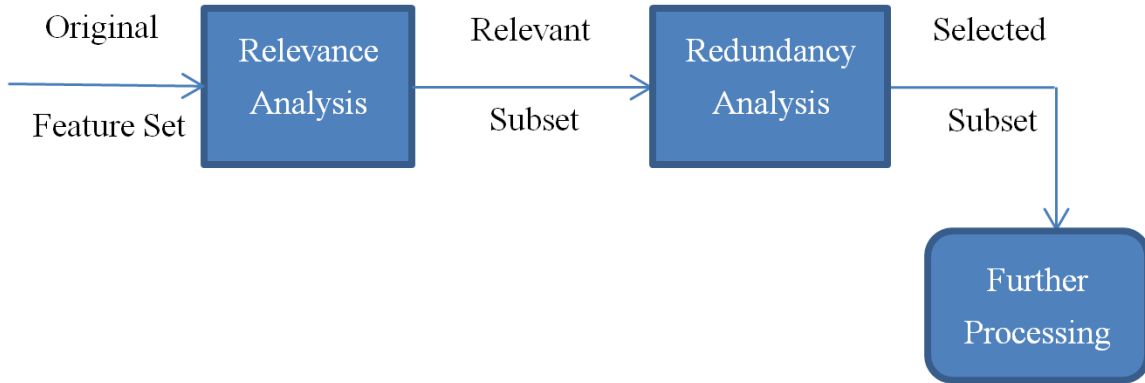 Original
Feature Set
Relevance
Analysis
Relevant
Subset
Redundancy
Analysis
Selected
Subset
Further
Processing